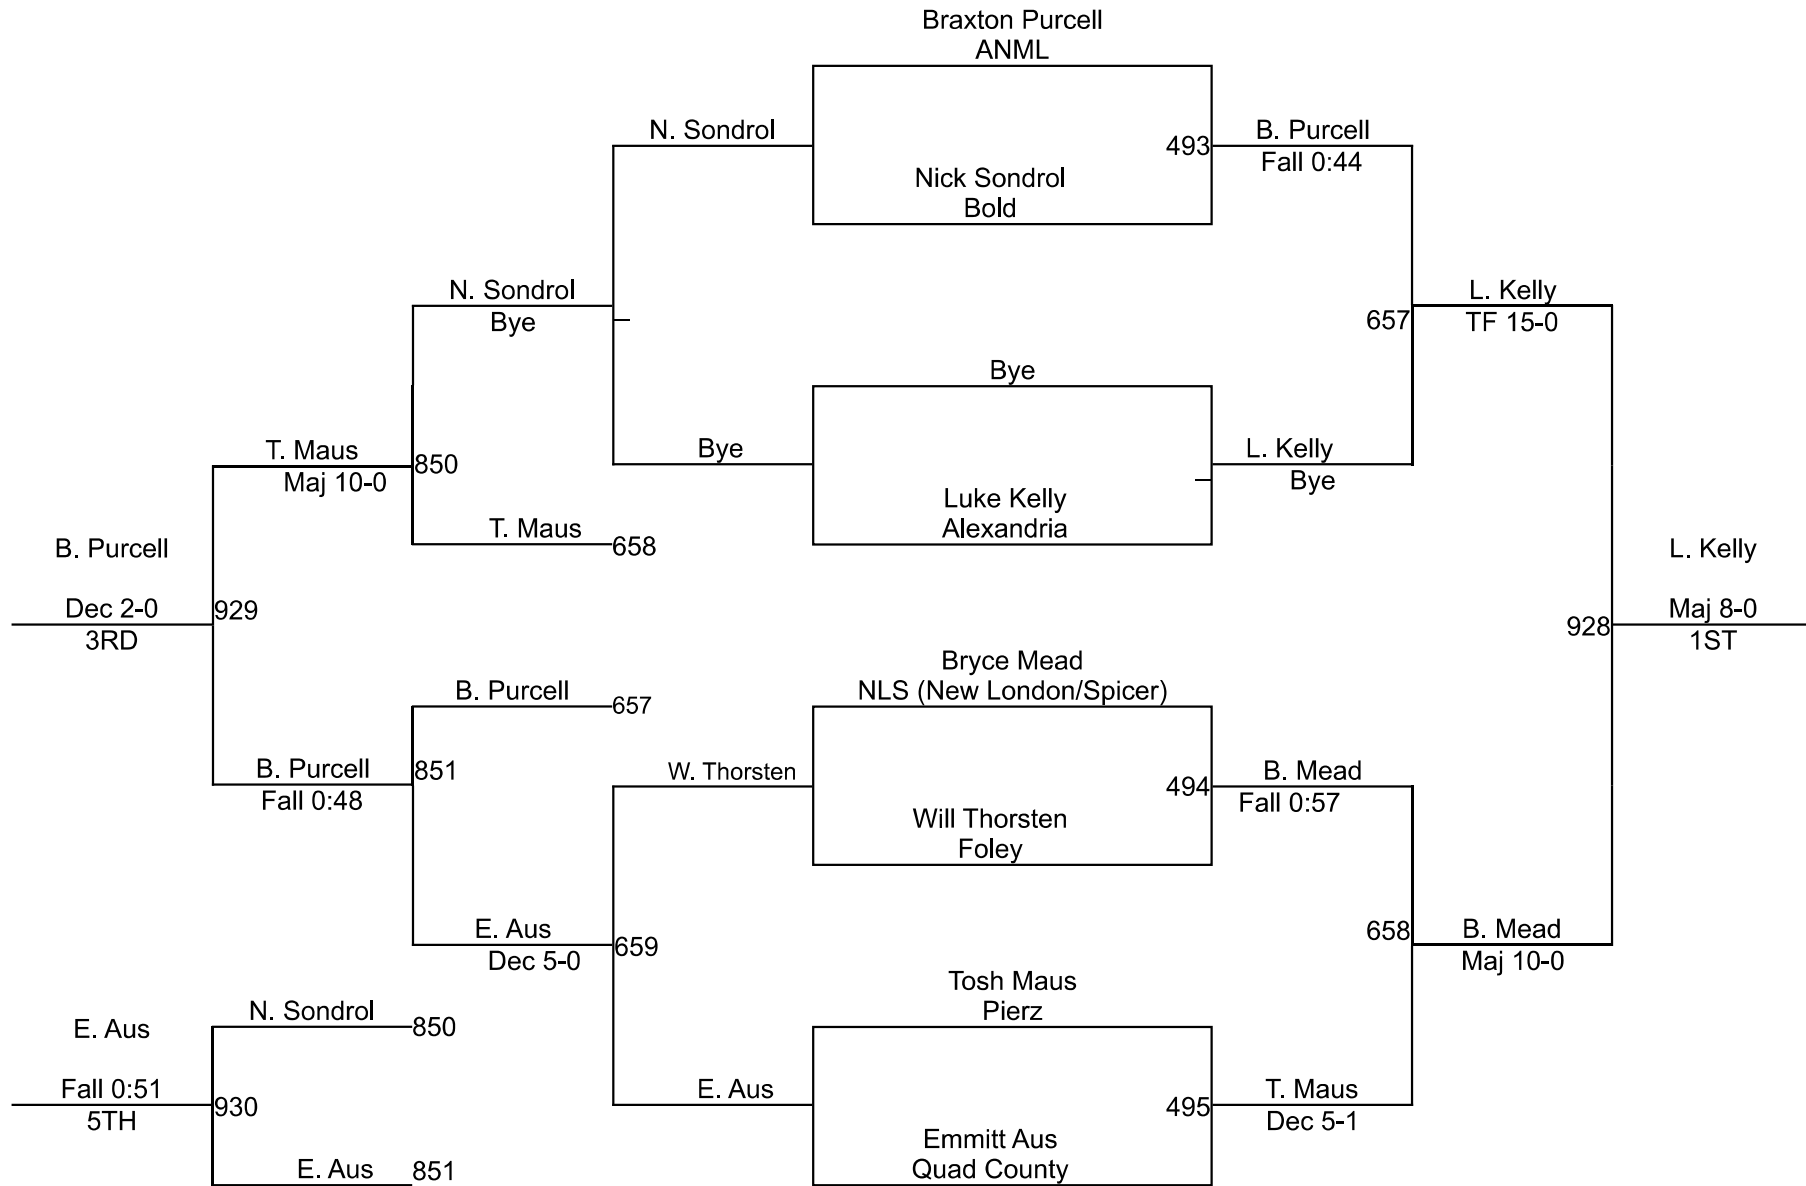 Braxton Purcell
ANML
N. Sondrol
493
B. Purcell
Fall 0:44
Nick Sondrol
Bold
N. Sondrol
Bye
657
L. Kelly
TF 15-0
Bye
T. Maus
Maj 10-0
850
Bye
L. Kelly
Bye
Luke Kelly
Alexandria
T. Maus
658
B. Purcell
Dec 2-0
3RD
929
L. Kelly
Maj 8-0
1ST
928
Bryce Mead
NLS (New London/Spicer)
B. Purcell
657
B. Purcell
Fall 0:48
851
W. Thorsten
494
B. Mead
Fall 0:57
Will Thorsten
Foley
E. Aus
Dec 5-0
659
658
B. Mead
Maj 10-0
Tosh Maus
Pierz
N. Sondrol
850
E. Aus
Fall 0:51
5TH
930
E. Aus
495
T. Maus
Dec 5-1
Emmitt Aus
Quad County
E. Aus
851